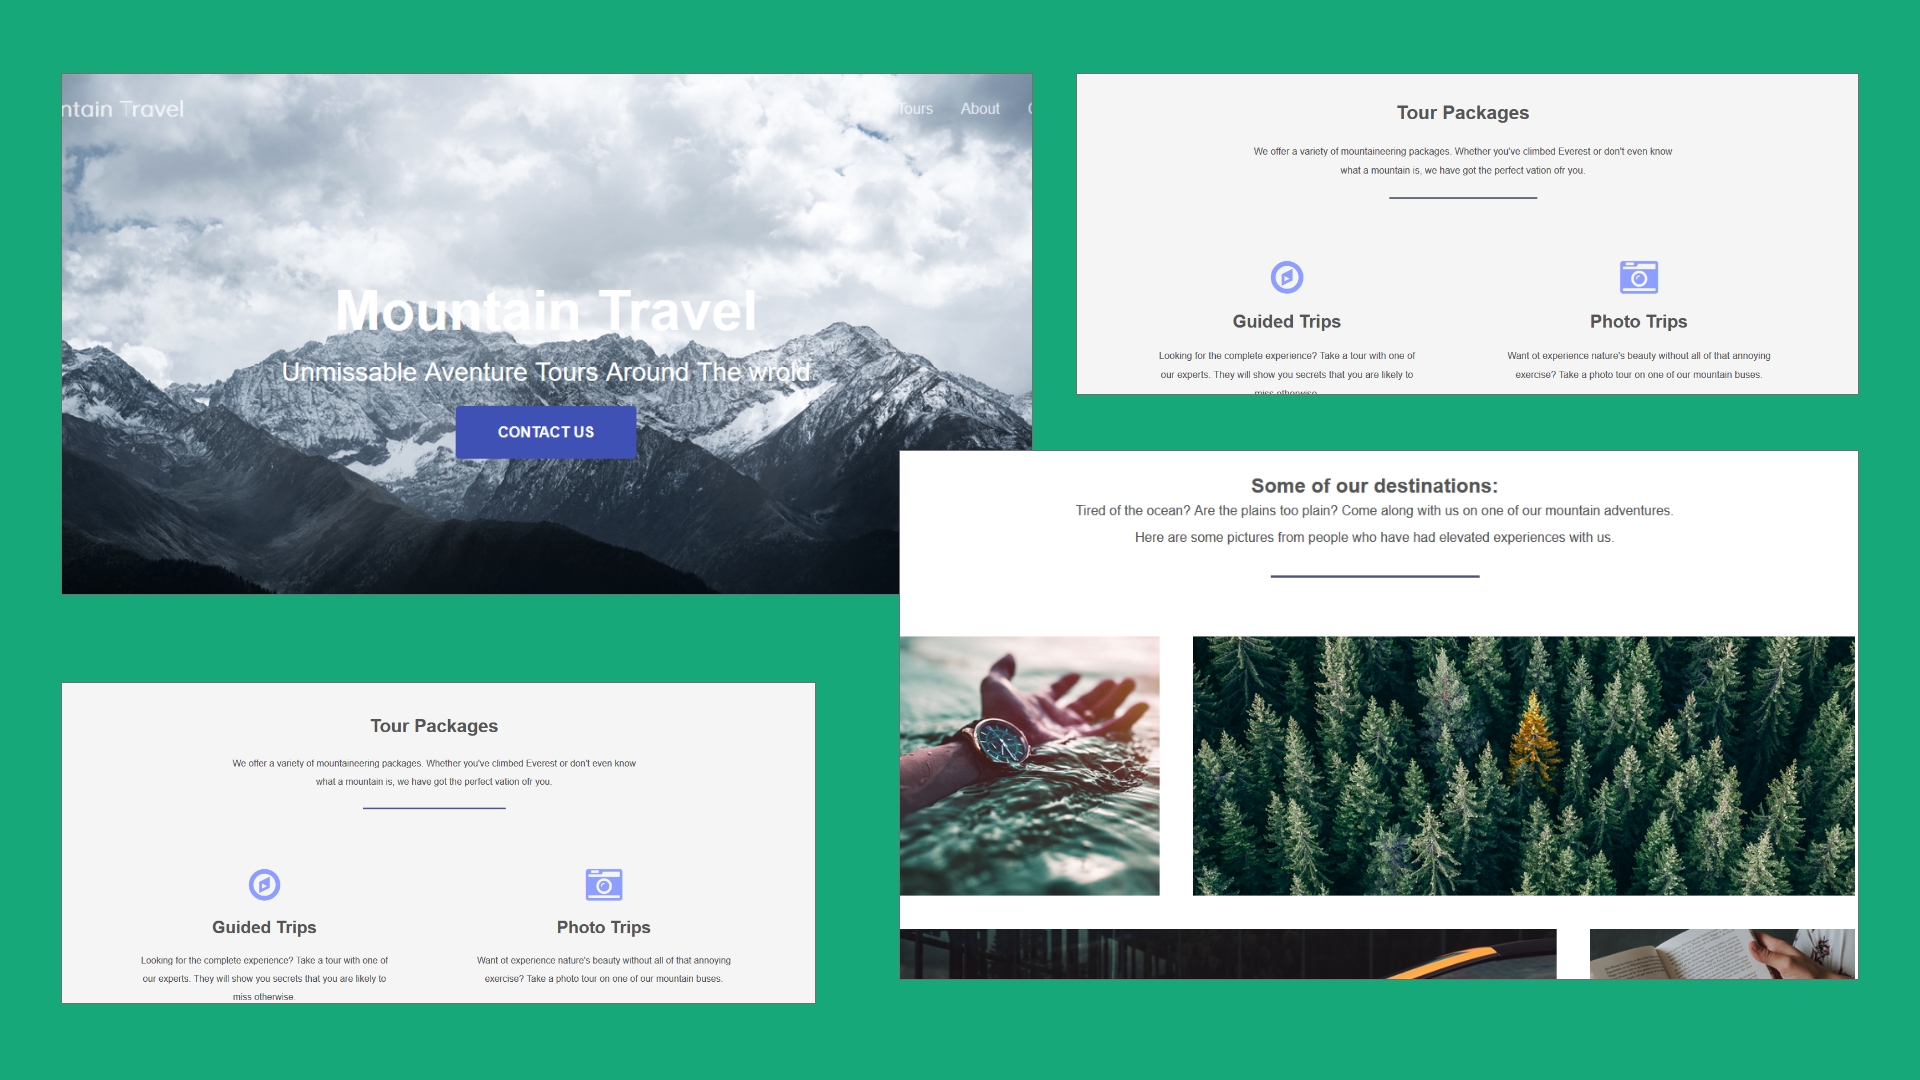 ntain Travel
Tours About
Mountain Travel
Unmissable Aventure Tours Around The wrold
CONTACT US
Tour Packages
We offer a variety of mountaineering packages. Whether you've climbed Everest or don't even know
what a mountain is, we have got the perfect vation ofr you.
Guided Trips
Looking for the complete experience? Take a tour with one of
our experts. They will show you secrets that you are likely to
miss otherwise.
Photo Trips
Want ot experience nature's beauty without all of that annoying
exercise? Take a photo tour on one of our mountain buses.
Some of our destinations:
Tired of the ocean? Are the plains too plain? Come along with us on one of our mountain adventures.
Here are some pictures from people who have had elevated experiences with us.
Tour Packages
We offer a variety of mountaineering packages. Whether you've climbed Everest or don't even know
what a mountain is, we have got the perfect vation ofr you.
Guided Trips
Looking for the complete experience? Take a tour with one of
our experts. They will show you secrets that you are likely to
miss otherwise.
Photo Trips
Want ot experience nature's beauty without all of that annoying
exercise? Take a photo tour on one of our mountain buses.